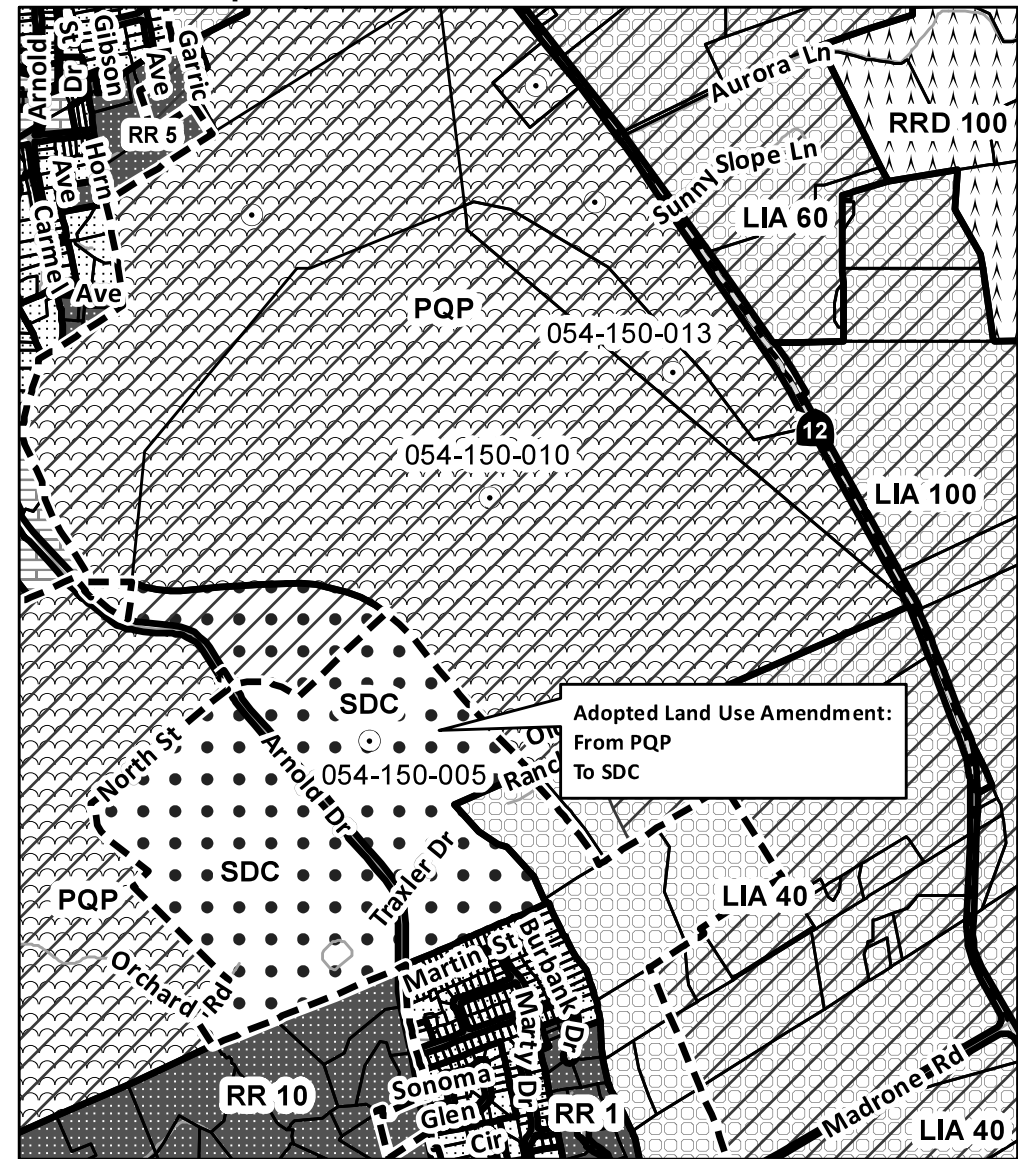 Arnold
Dr
St
Gibson
Ave
Garric
RR 5
Horn
Ave
Carmel
Ave
Aurora Ln
RRD 100
Sunny Slope Ln
LIA 60
PQP
054-150-013
12
054-150-010
LIA 100
SDC
Adopted Land Use Amendment:
From PQP
To SDC
North St
Arnold Dr
054-150-005
Ranc
SDC
Traxler Dr
PQP
LIA 40
Orchard Rd
Martin St
Burbank Dr
Marty Dr
Sonoma
Glen
Cir
RR 10
RR 1
Madrone Rd
LIA 40